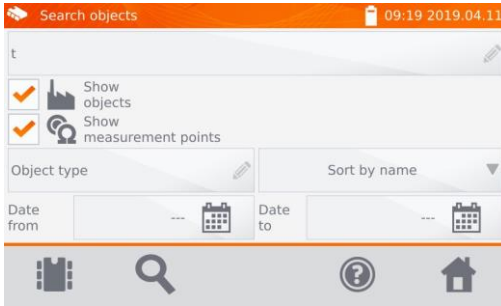 Search objects 09:19 2019.04.11
t
Show
objects
Show
measurement points
Object type Sort by name
Date
from --- Date
to ---